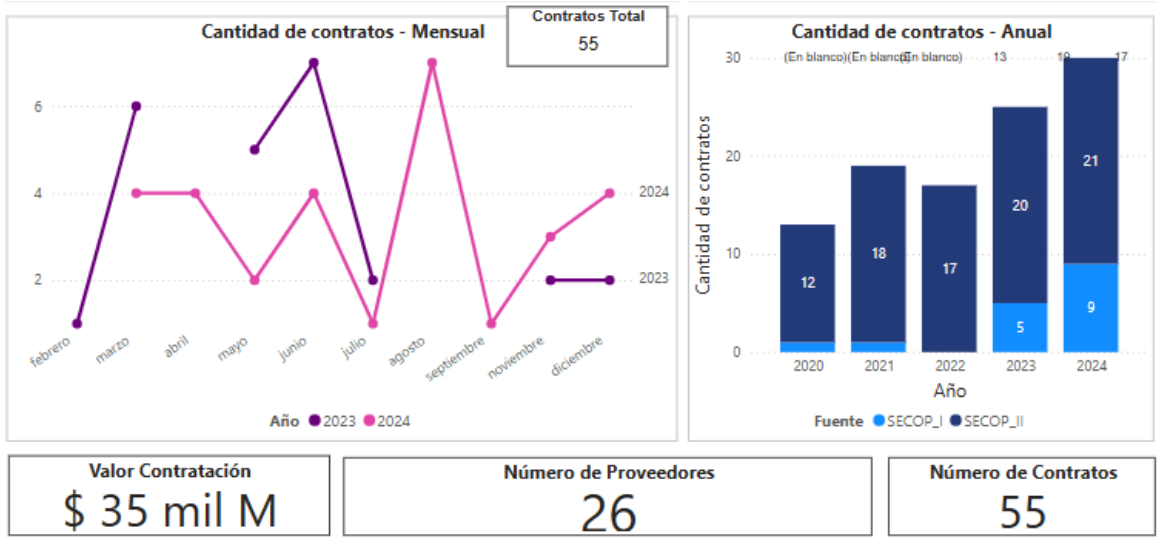 Cantidad de contratos - Mensual
Contratos Total
55
6
4
2
2024
2023
febrero
marzo
abril
mayo
junio
julio
agosto
septiembre
noviembre
diciembre
Año 2023 2024
Cantidad de contratos - Anual
(En blanco) (En blanco) (En blanco) 13 19 17
30
20
10
0
Cantidad de contratos
12
18
17
20
5
21
9
2020 2021 2022 2023 2024
Año
Fuente SECOP_I SECOP_II
Valor Contratación
$ 35 mil M
Número de Proveedores
26
Número de Contratos
55